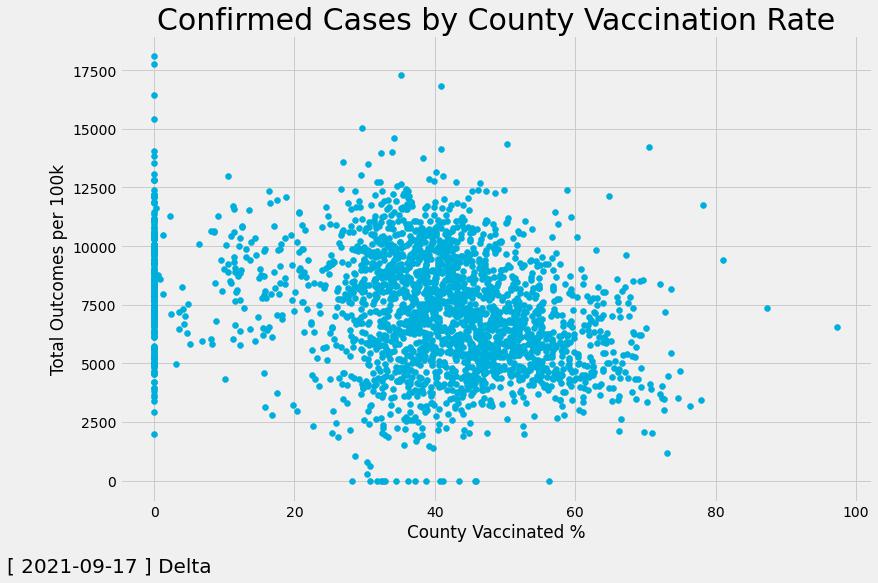 Confirmed Cases by County Vaccination Rate
17500
15000
12500
10000
7500
5000
2500
0
Total Outcomes per 100k
0 20 40 60 80 100
County Vaccinated %
[ 2021-09-17 ] Delta